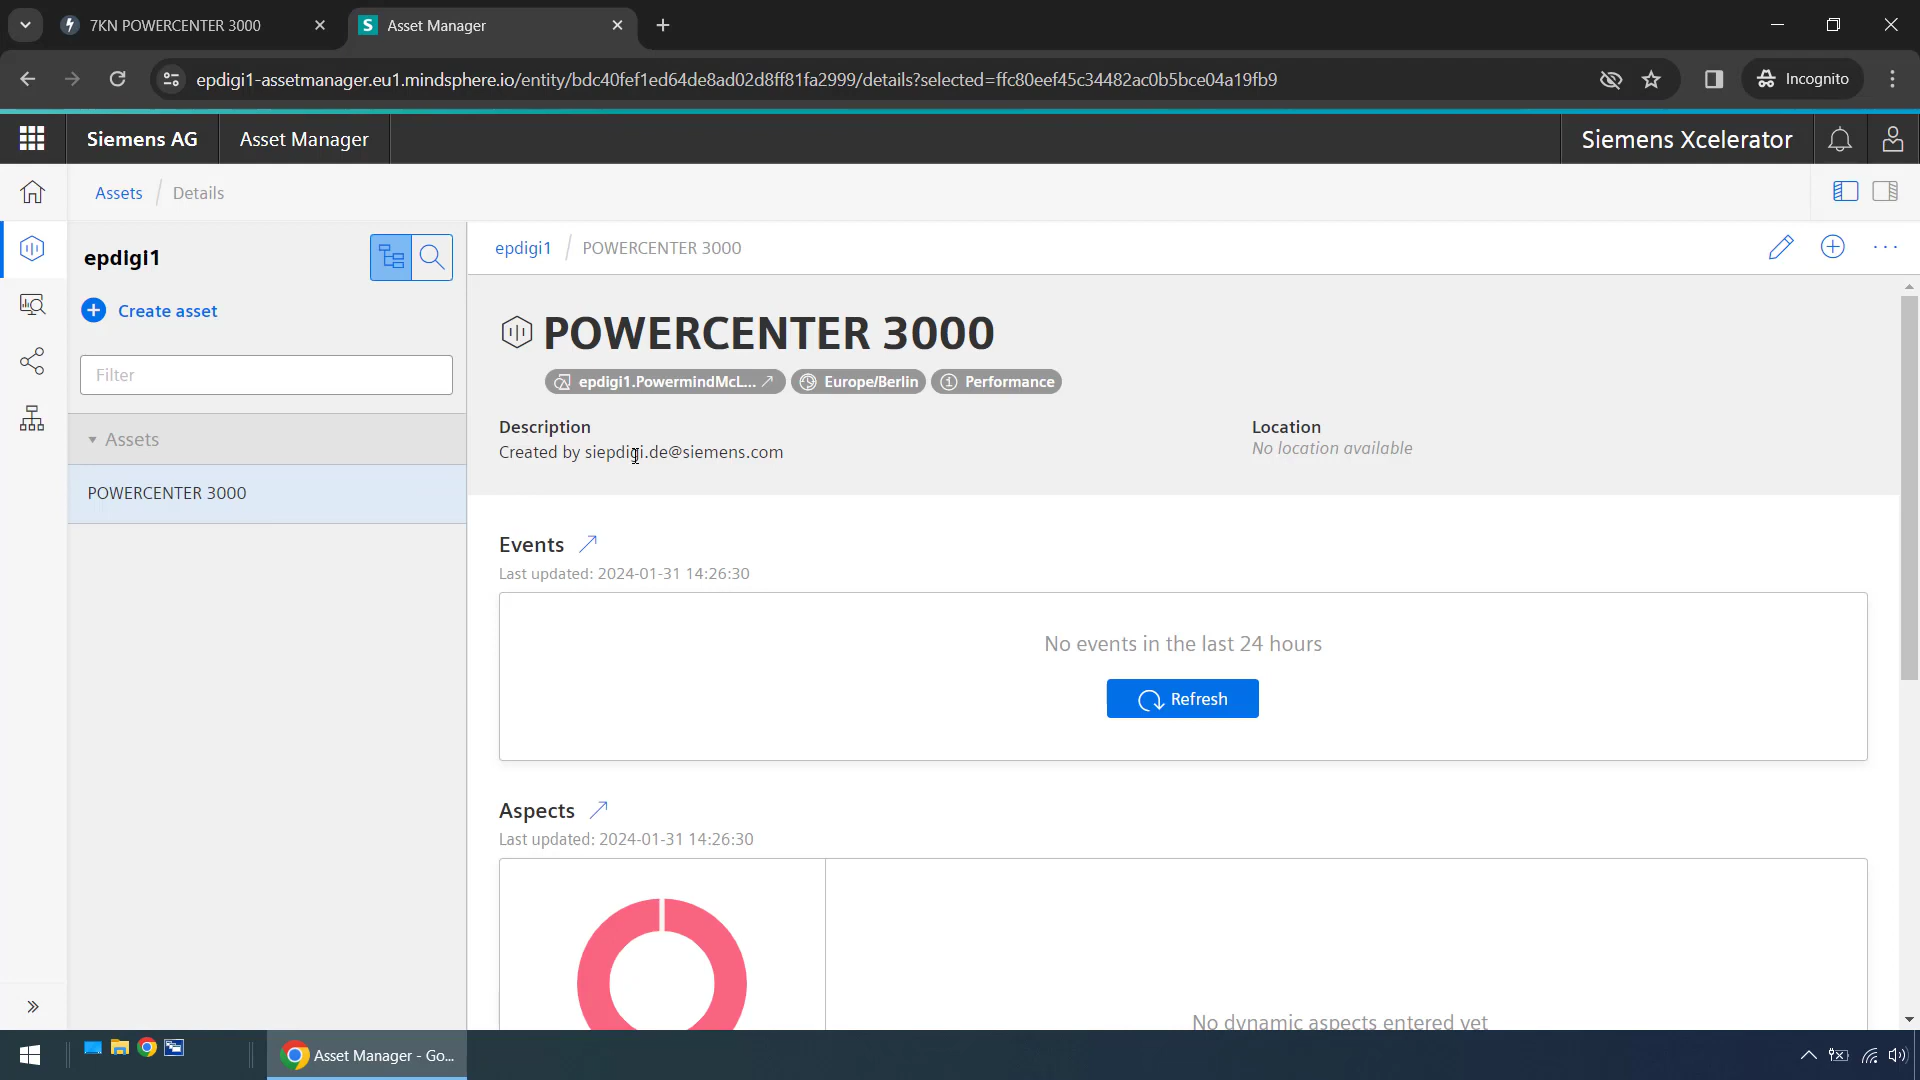 7KN POWERCENTER 3000
Asset Manager
epdigi1-assetmanager.eu1.mindsphere.io/entity/bdc40fef1ed64de8ad02d8ff81fa2999/details?selected=ffc80eef45c34482ac0b5bce04a19fb9
Incognito
Siemens AG
Asset Manager
Siemens Xcelerator
Assets
Details
epdigi1
Create asset
Filter
Assets
POWERCENTER 3000
epdigi1
POWERCENTER 3000
POWERCENTER 3000
epdigi1.PowermindMcL...
Europe/Berlin
Performance
Description
Created by siepdigi.de@siemens.com
Location
No location available
Events
Last updated: 2024-01-31 14:26:30
No events in the last 24 hours
Refresh
Aspects
Last updated: 2024-01-31 14:26:30
No dynamic aspects entered yet
Asset Manager - Go...